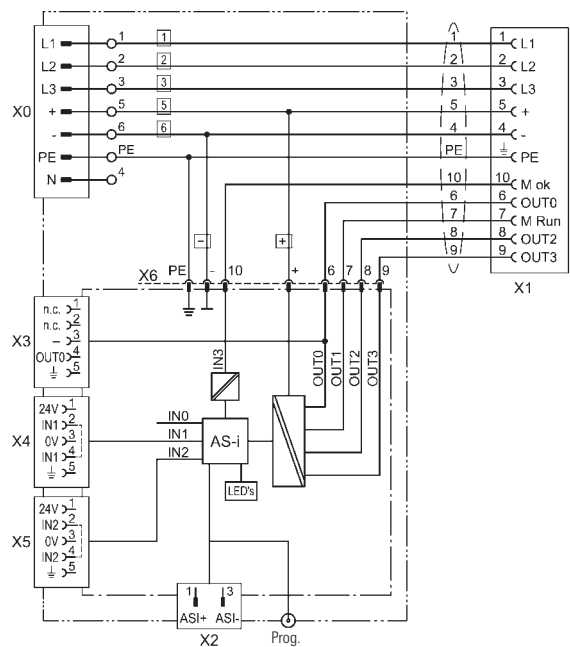 L1 1 1 1 1 L1
L2 2 2 2 2 L2
L3 3 3 3 3 L3
X0 + 5 5 5 5 +
- 6 6 4 4 -
PE PE PE PE
N 4
10 10 M ok
6 6 OUT0
7 7 M Run
8 8 OUT2
9 9 OUT3
X1
- +
X6 PE - 10 + 6 7 8 9
X3
n.c. 1
n.c. 2
– 3
OUT0 4
5
IN3 OUT0 OUT1 OUT2 OUT3
X4
24V 1
IN1 2
0V 3
IN1 4
5
IN0
IN1
IN2
AS-i
LED's
X5
24V 1
IN2 2
0V 3
IN2 4
5
1 3
ASI+ ASI-
X2
Prog.